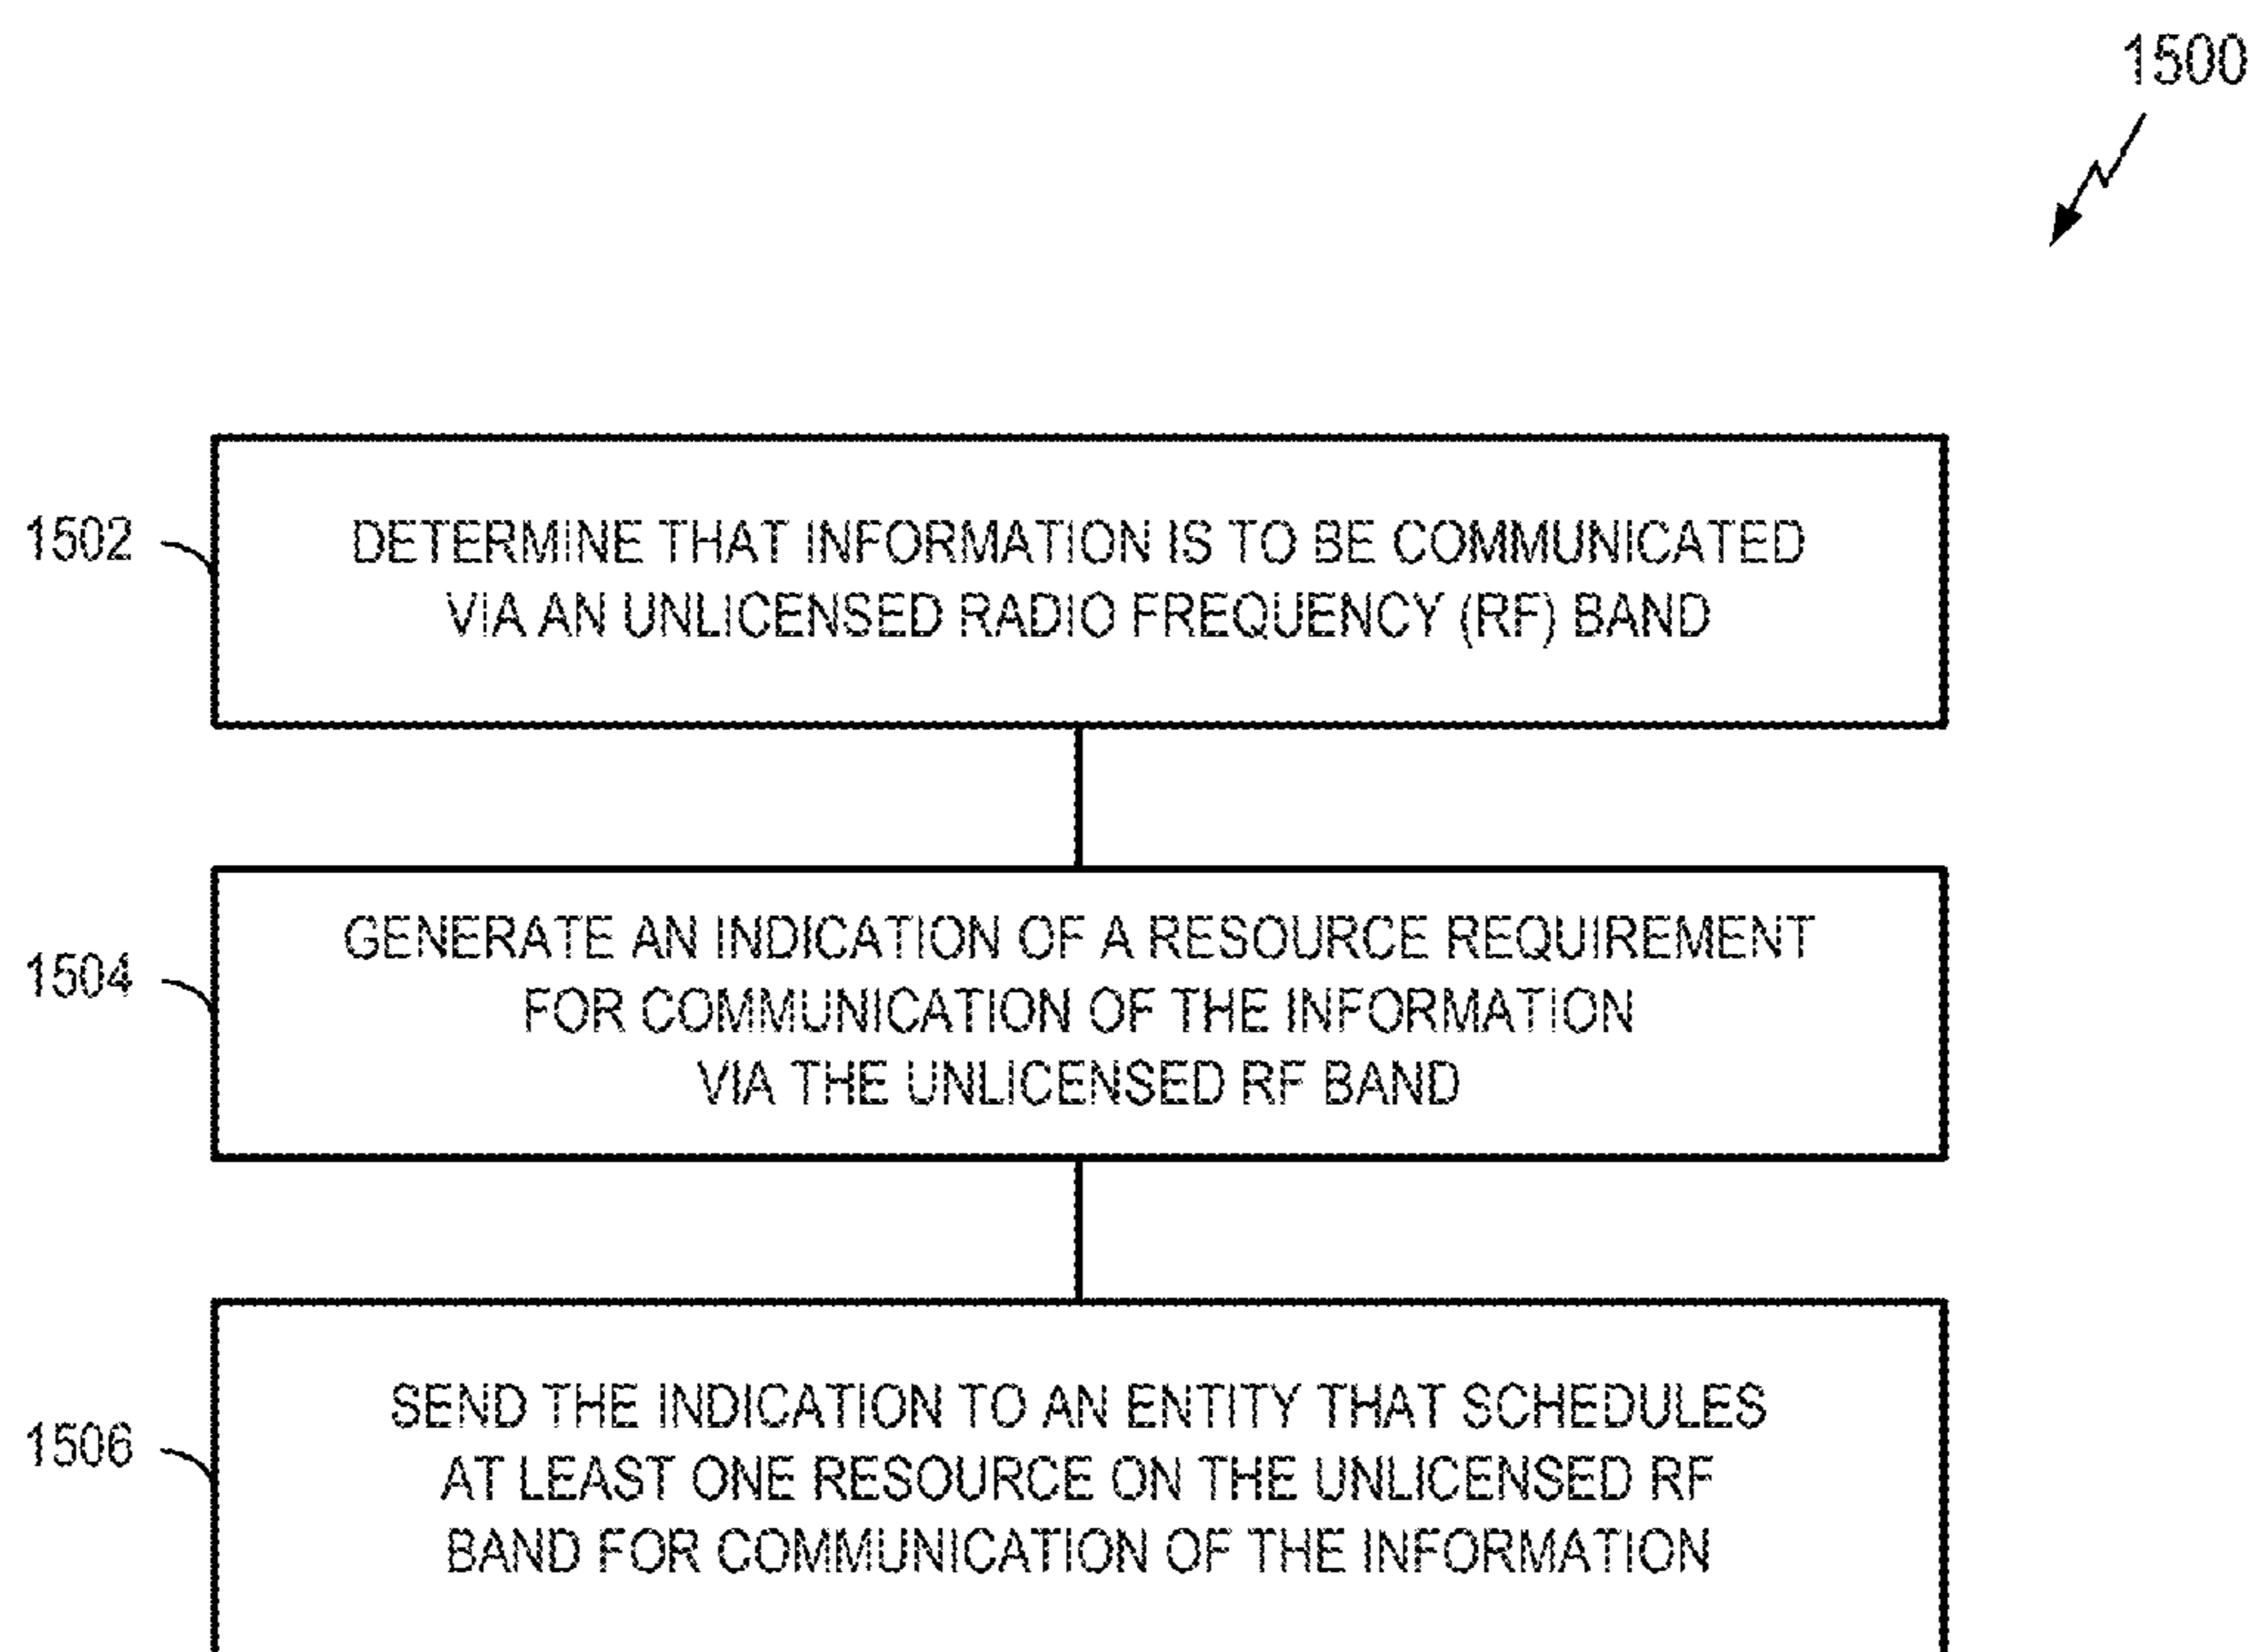 1500
1502
DETERMINE THAT INFORMATION IS TO BE COMMUNICATED
VIA AN UNLICENSED RADIO FREQUENCY (RF) BAND
1504
GENERATE AN INDICATION OF A RESOURCE REQUIREMENT
FOR COMMUNICATION OF THE INFORMATION
VIA THE UNLICENSED RF BAND
1506
SEND THE INDICATION TO AN ENTITY THAT SCHEDULES
AT LEAST ONE RESOURCE ON THE UNLICENSED RF
BAND FOR COMMUNICATION OF THE INFORMATION